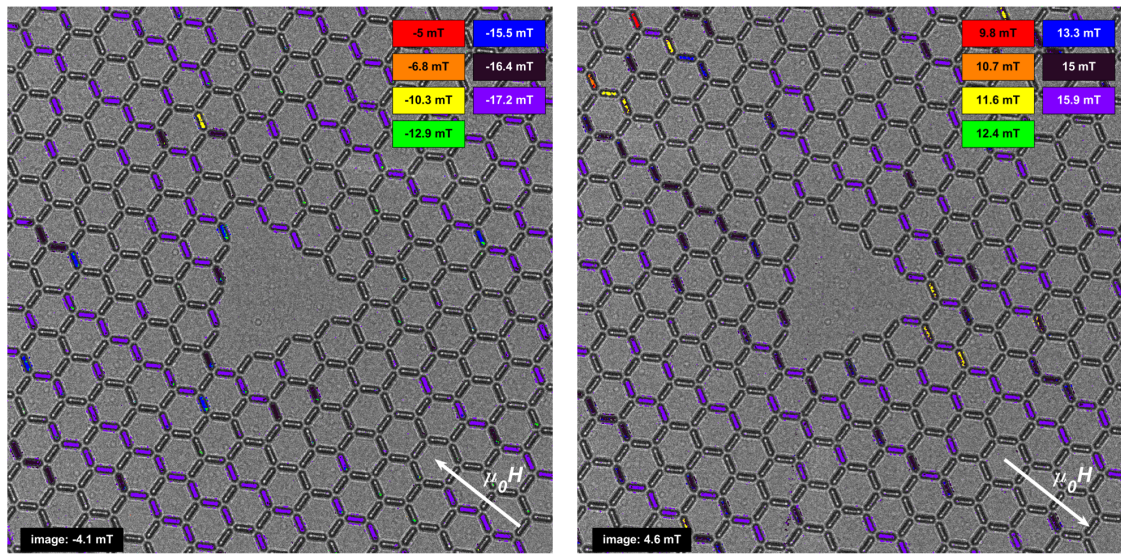 -5 mT -15.5 mT
-6.8 mT -16.4 mT
-10.3 mT -17.2 mT
-12.9 mT
μ₀H
image: -4.1 mT
9.8 mT 13.3 mT
10.7 mT 15 mT
11.6 mT 15.9 mT
12.4 mT
μ₀H
image: 4.6 mT